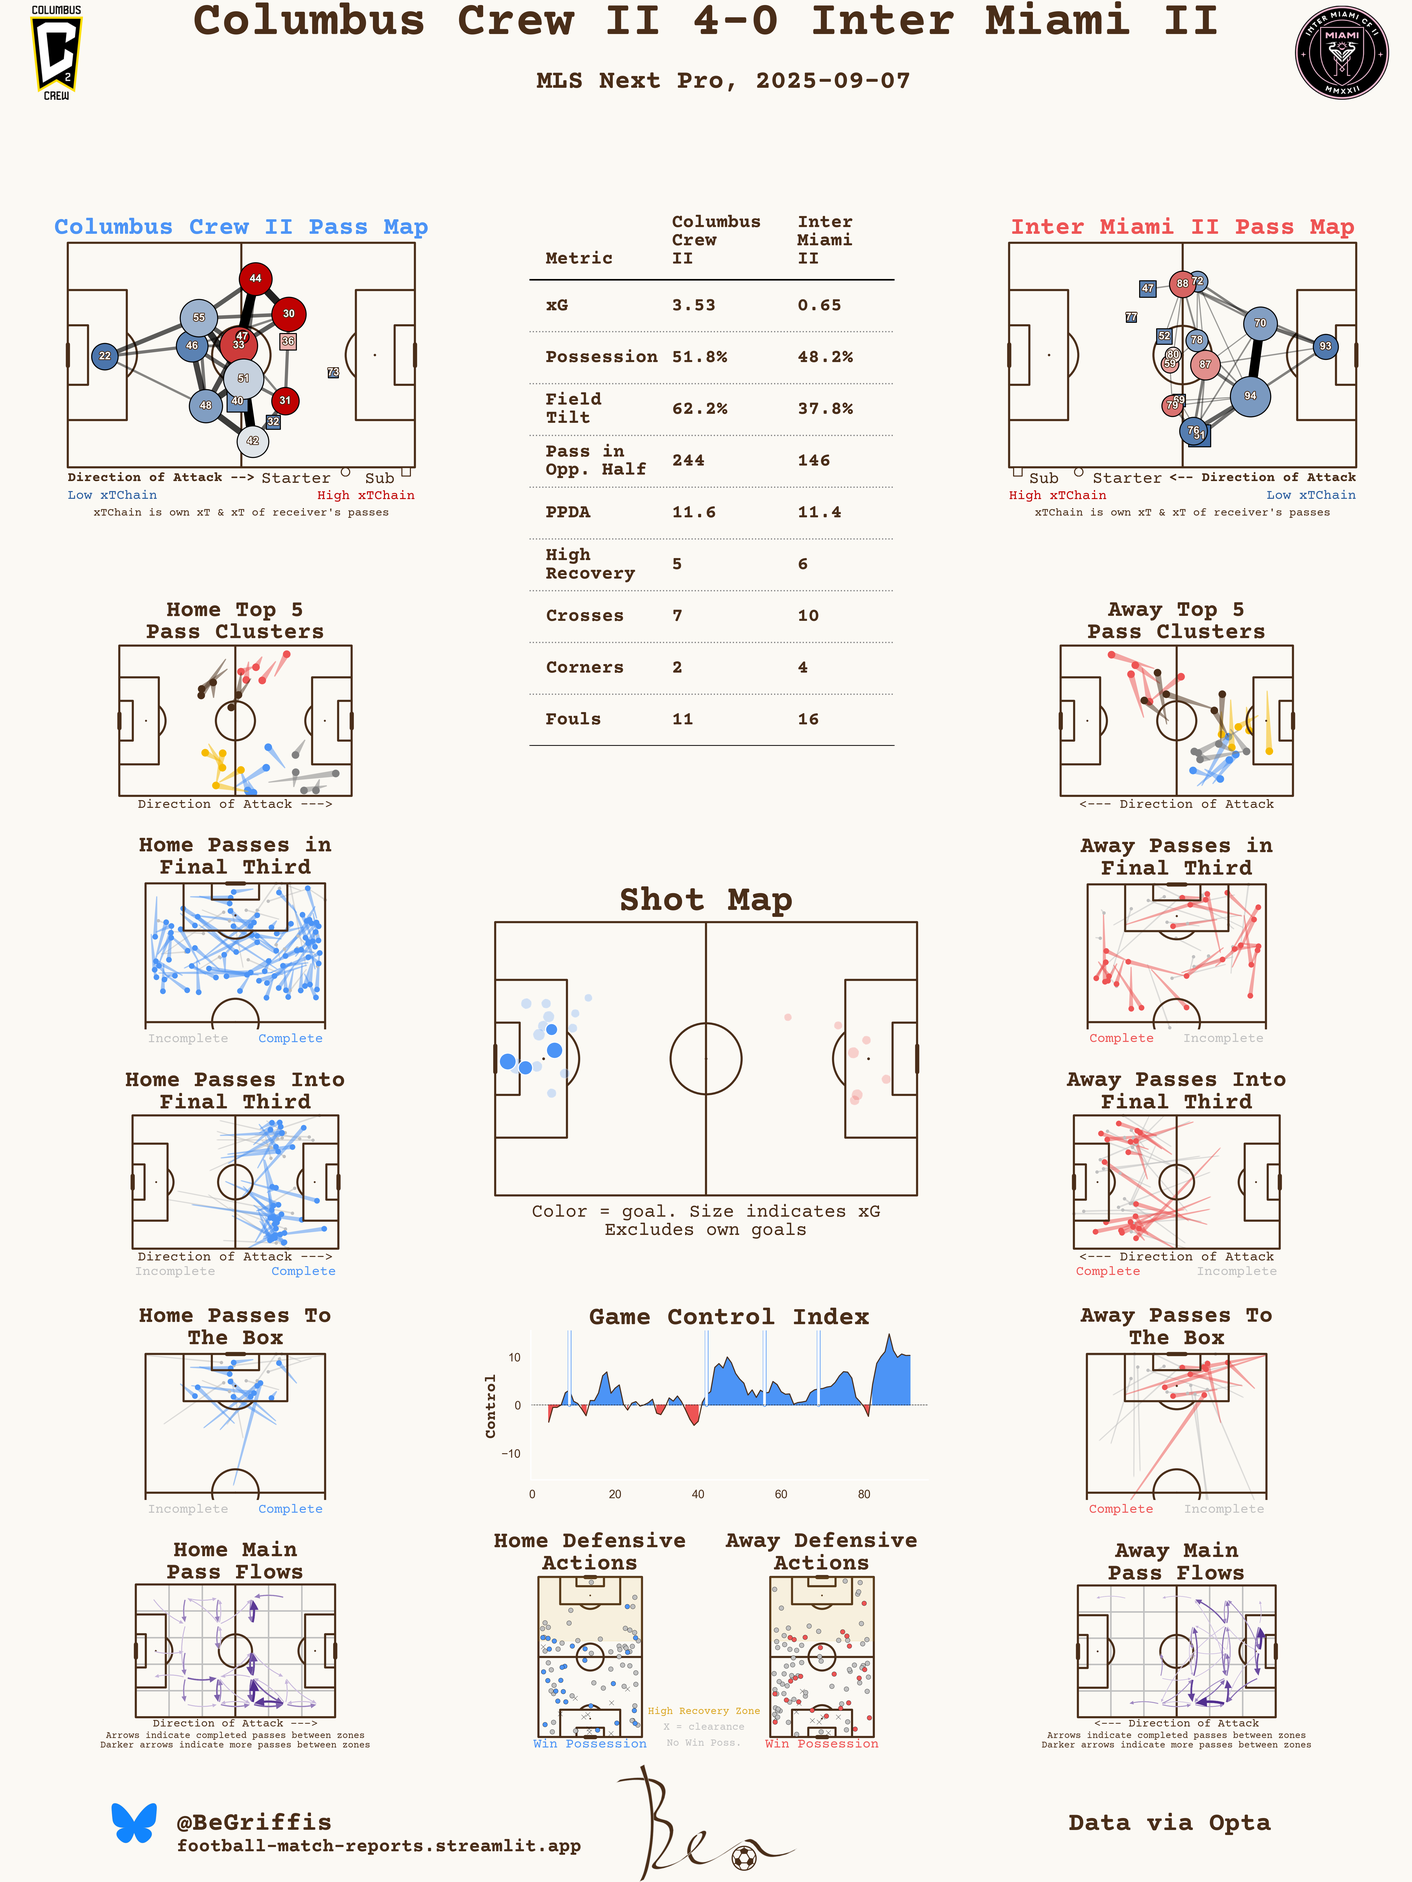 COLUMBUS
2
CREW
Columbus Crew II 4-0 Inter Miami II
MLS Next Pro, 2025-09-07
INTER MIAMI CF II
MIAMI
MMXXII
Columbus Crew II Pass Map
44
30
55
47
33
46
36
22
73
51
48
40
31
32
42
Direction of Attack --> Starter Sub
Low xTChain High xTChain
xTChain is own xT & xT of receiver's passes
Metric Columbus Crew II Inter Miami II
xG 3.53 0.65
Possession 51.8% 48.2%
Field Tilt 62.2% 37.8%
Pass in Opp. Half 244 146
PPDA 11.6 11.4
High Recovery 5 6
Crosses 7 10
Corners 2 4
Fouls 11 16
Inter Miami II Pass Map
88
72
47
77
70
52
78
93
80
59
87
94
69
79
76
31
Sub Starter <-- Direction of Attack
High xTChain Low xTChain
xTChain is own xT & xT of receiver's passes
Home Top 5
Pass Clusters
Direction of Attack --->
Away Top 5
Pass Clusters
<--- Direction of Attack
Home Passes in
Final Third
Incomplete Complete
Away Passes in
Final Third
Complete Incomplete
Shot Map
Color = goal. Size indicates xG
Excludes own goals
Home Passes Into
Final Third
Direction of Attack --->
Incomplete Complete
Away Passes Into
Final Third
<--- Direction of Attack
Complete Incomplete
Home Passes To
The Box
Incomplete Complete
Game Control Index
Control
10
0
−10
0 20 40 60 80
Away Passes To
The Box
Complete Incomplete
Home Main
Pass Flows
Direction of Attack --->
Arrows indicate completed passes between zones
Darker arrows indicate more passes between zones
Home Defensive
Actions
Win Possession
High Recovery Zone
X = clearance
No Win Poss.
Away Defensive
Actions
Win Possession
Away Main
Pass Flows
<--- Direction of Attack
Arrows indicate completed passes between zones
Darker arrows indicate more passes between zones
@BeGriffis
football-match-reports.streamlit.app
Ben
Data via Opta